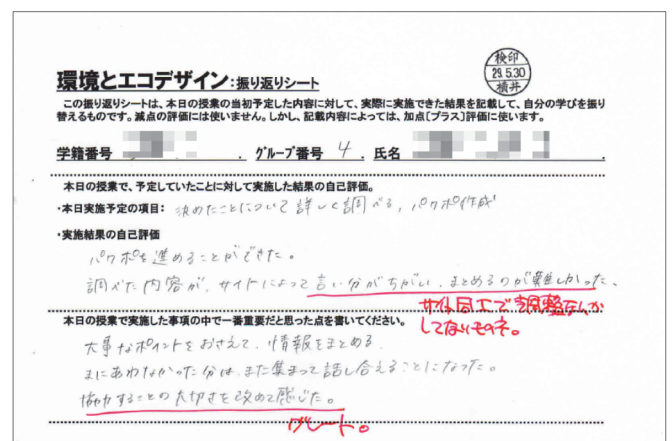 検印
29.5.30
横井
環境とエコデザイン:振り返りシート
この振り返りシートは、本日の授業の当初予定した内容に対して、実際に実施できた結果を記載して、自分の学びを振り
替えるものです。減点の評価には使いません。しかし、記載内容によっては、加点〔プラス〕評価に使います。
学籍番号 . グループ番号 4 . 氏名 .
本日の授業で、予定していたことに対して実施した結果の自己評価。
・本日実施予定の項目: 決めたことについて詳しく調べる, パワポ作成
・実施結果の自己評価
パワポを進めることができた。
調べた内容が、サイトによって言い分がちがい、まとめるのが難しかった、
サイト同士で調整なんか
してないものネ。
本日の授業で実施した事項の中で一番重要だと思った点を書いてください。
大事なポイントをおさえて、情報をまとめる.
まにあわなかった分は、また集まって話し合えることになった。
協力することの大切さを改めて感じた。
グレート。